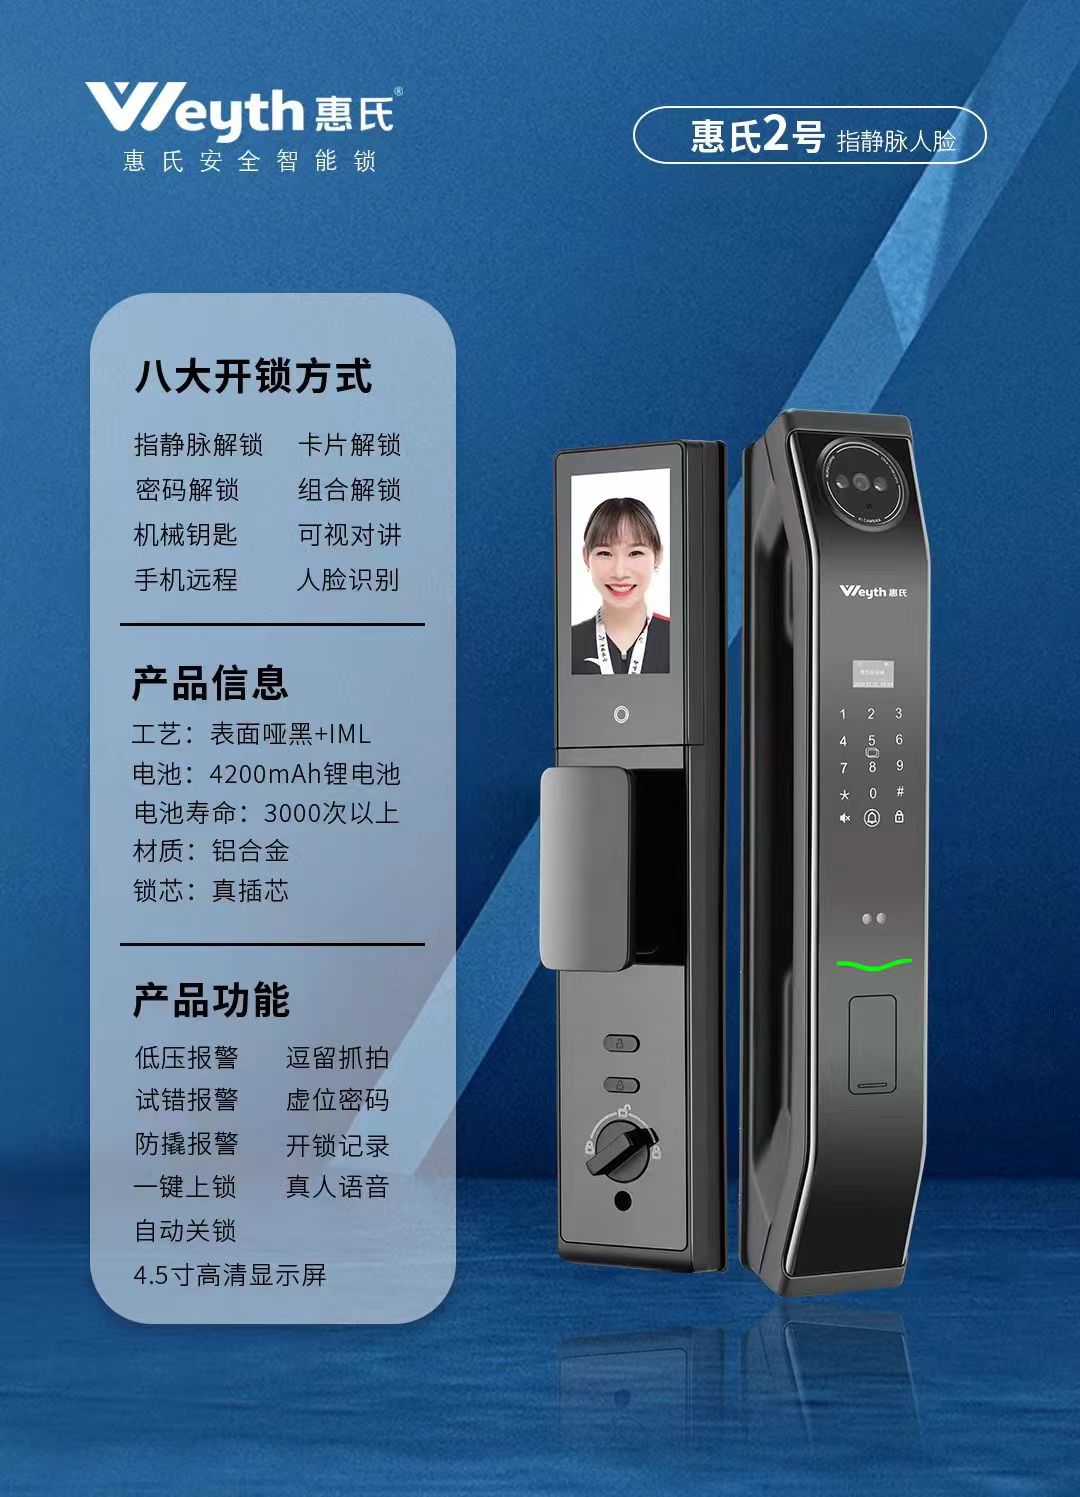 Weyth惠氏®
惠氏安全智能锁
惠氏2号 指静脉人脸
八大开锁方式
指静脉解锁 卡片解锁
密码解锁 组合解锁
机械钥匙 可视对讲
手机远程 人脸识别
产品信息
工艺：表面哑黑+IML
电池：4200mAh锂电池
电池寿命：3000次以上
材质：铝合金
锁芯：真插芯
产品功能
低压报警 逗留抓拍
试错报警 虚位密码
防撬报警 开锁记录
一键上锁 真人语音
自动关锁
4.5寸高清显示屏
AI CAMERA
Weyth惠氏
1 2 3
4 5 6
7 8 9
* 0 #